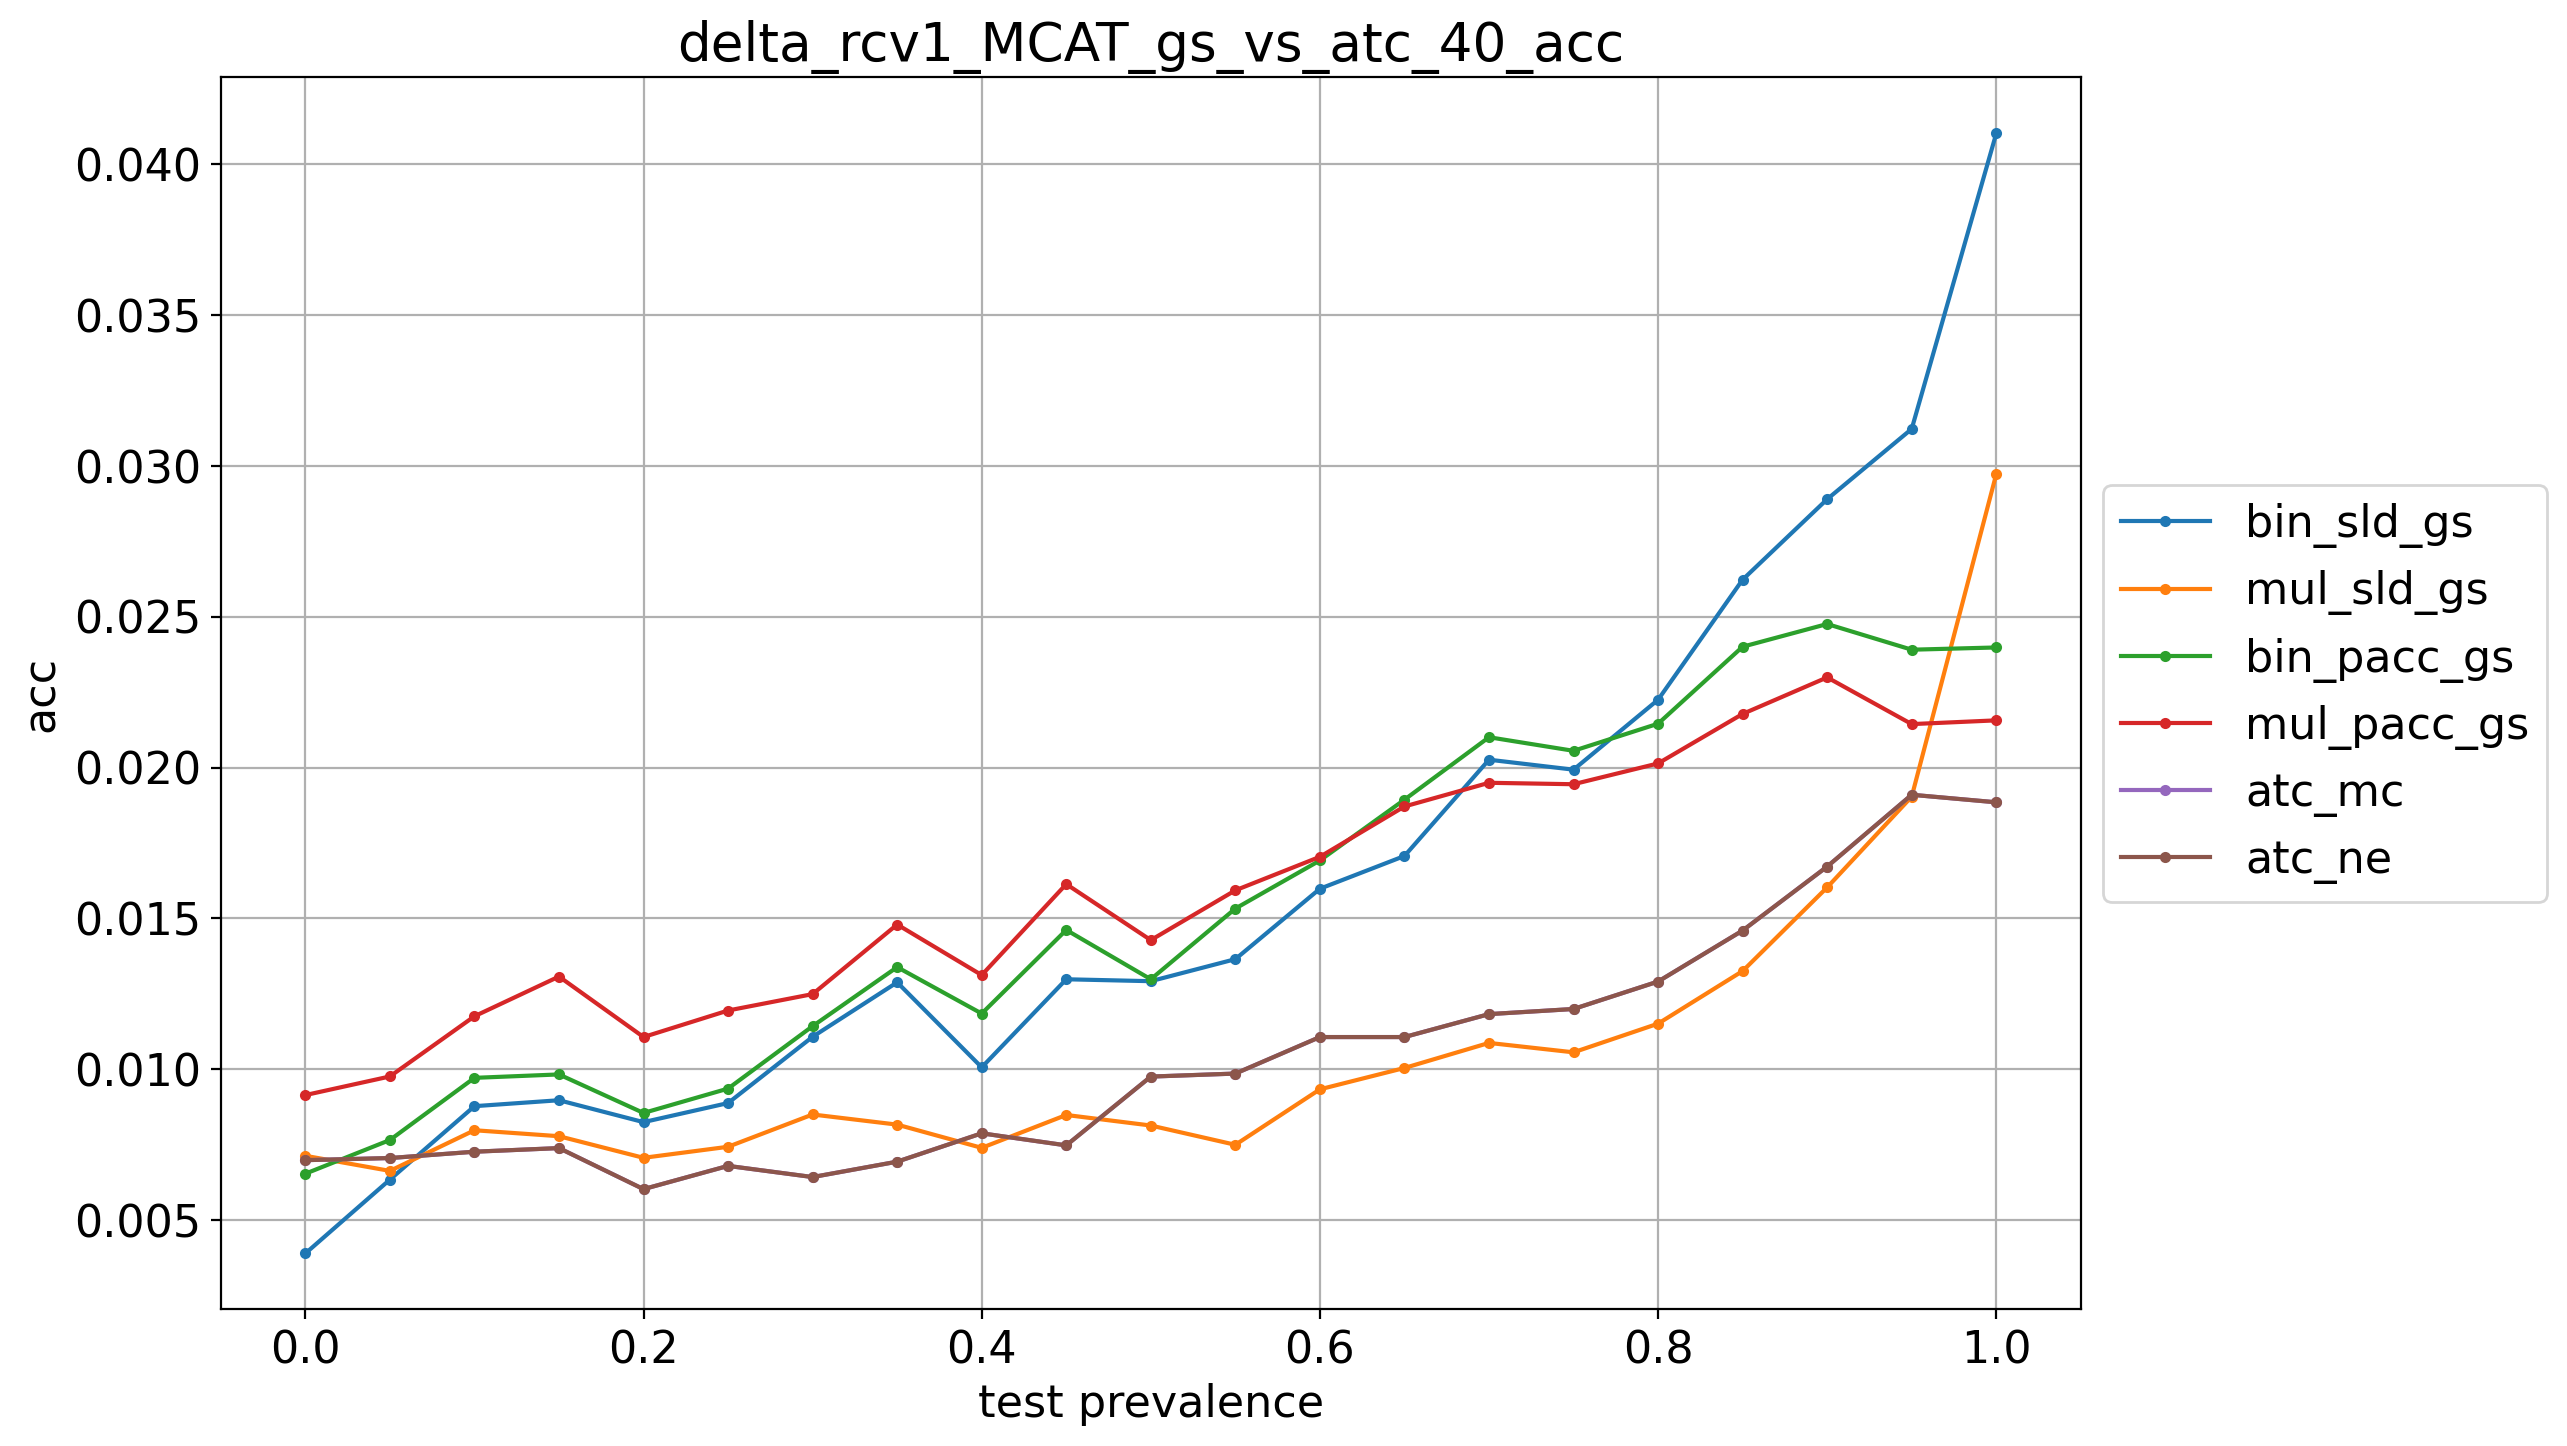 delta_rcv1_MCAT_gs_vs_atc_40_acc
0.040
0.035
0.030
0.025
0.020
0.015
0.010
0.005
acc
0.0 0.2 0.4 0.6 0.8 1.0
test prevalence
bin_sld_gs
mul_sld_gs
bin_pacc_gs
mul_pacc_gs
atc_mc
atc_ne